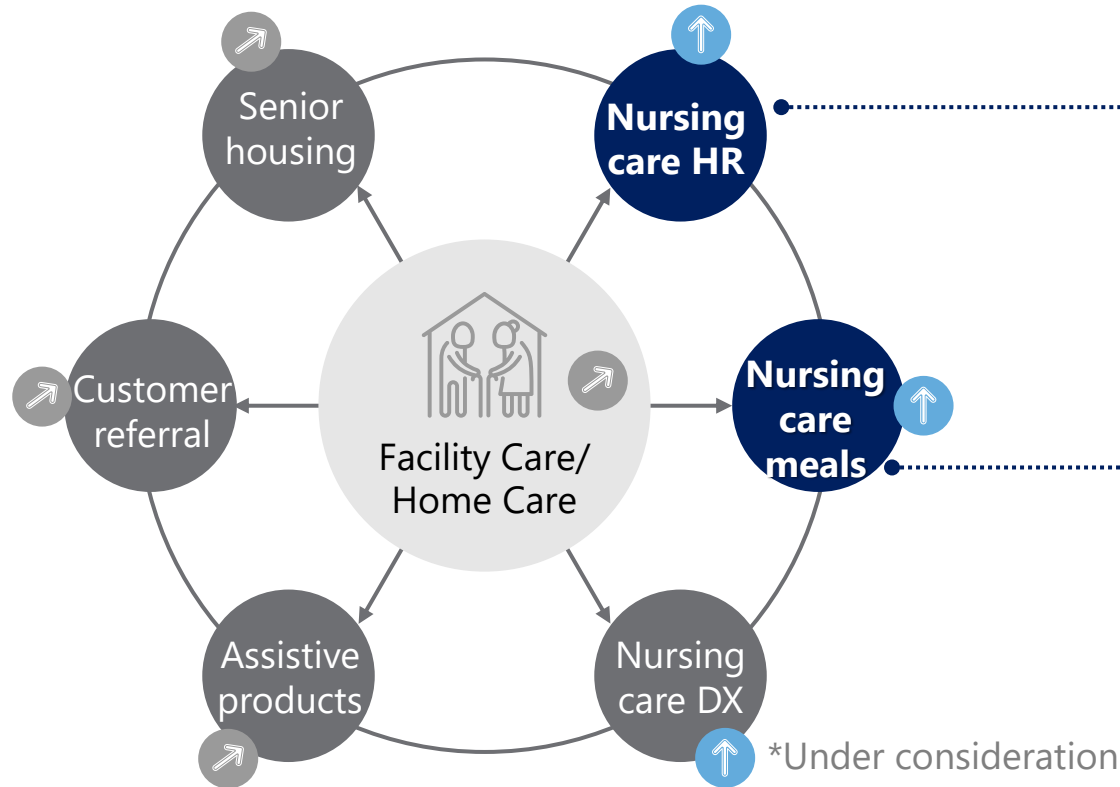 Senior
housing
Nursing
care HR
Customer
referral
Facility Care/
Home Care
Nursing
care
meals
Assistive
products
Nursing
care DX
*Under consideration